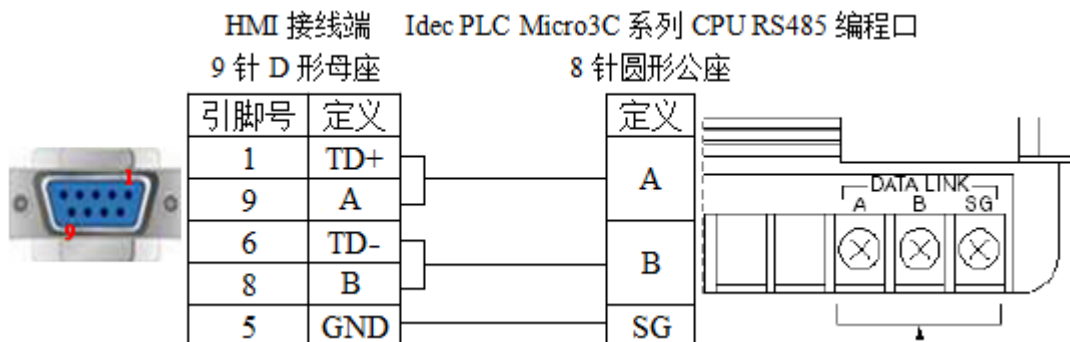 HMI 接线端 Idec PLC Micro3C 系列 CPU RS485 编程口
9 针 D 形母座 8 针圆形公座
引脚号 定义 定义
1 TD+
9 A
A
6 TD-
8 B
B
5 GND SG
1
9
DATA LINK
A B SG